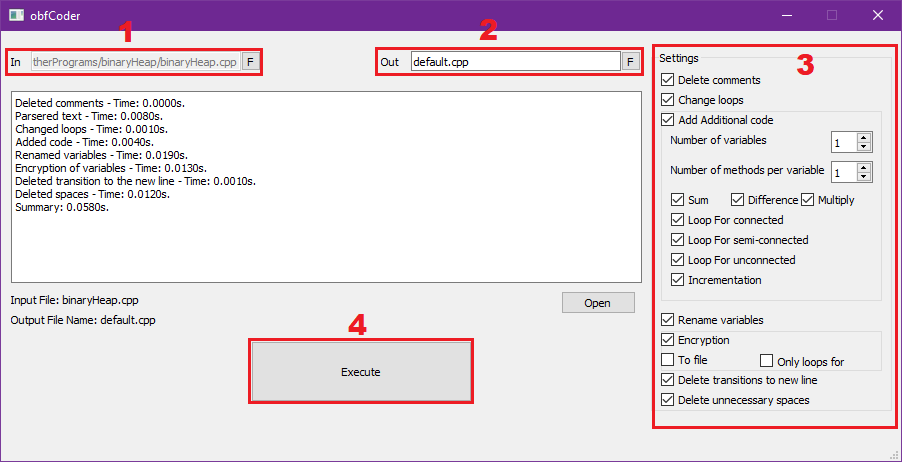 obfCoder
1
2
In therPrograms/binaryHeap/binaryHeap.cpp F
Out default.cpp F
3
Settings
Delete comments
Change loops
Add Additional code
Number of variables 1
Number of methods per variable 1
Sum Difference Multiply
Loop For connected
Loop For semi-connected
Loop For unconnected
Incrementation
Rename variables
Encryption
To file Only loops for
Delete transitions to new line
Delete unnecessary spaces
Deleted comments - Time: 0.0000s.
Parsered text - Time: 0.0080s.
Changed loops - Time: 0.0010s.
Added code - Time: 0.0040s.
Renamed variables - Time: 0.0190s.
Encryption of variables - Time: 0.0130s.
Deleted transition to the new line - Time: 0.0010s.
Deleted spaces - Time: 0.0120s.
Summary: 0.0580s.
Input File: binaryHeap.cpp
Open
Output File Name: default.cpp
4
Execute